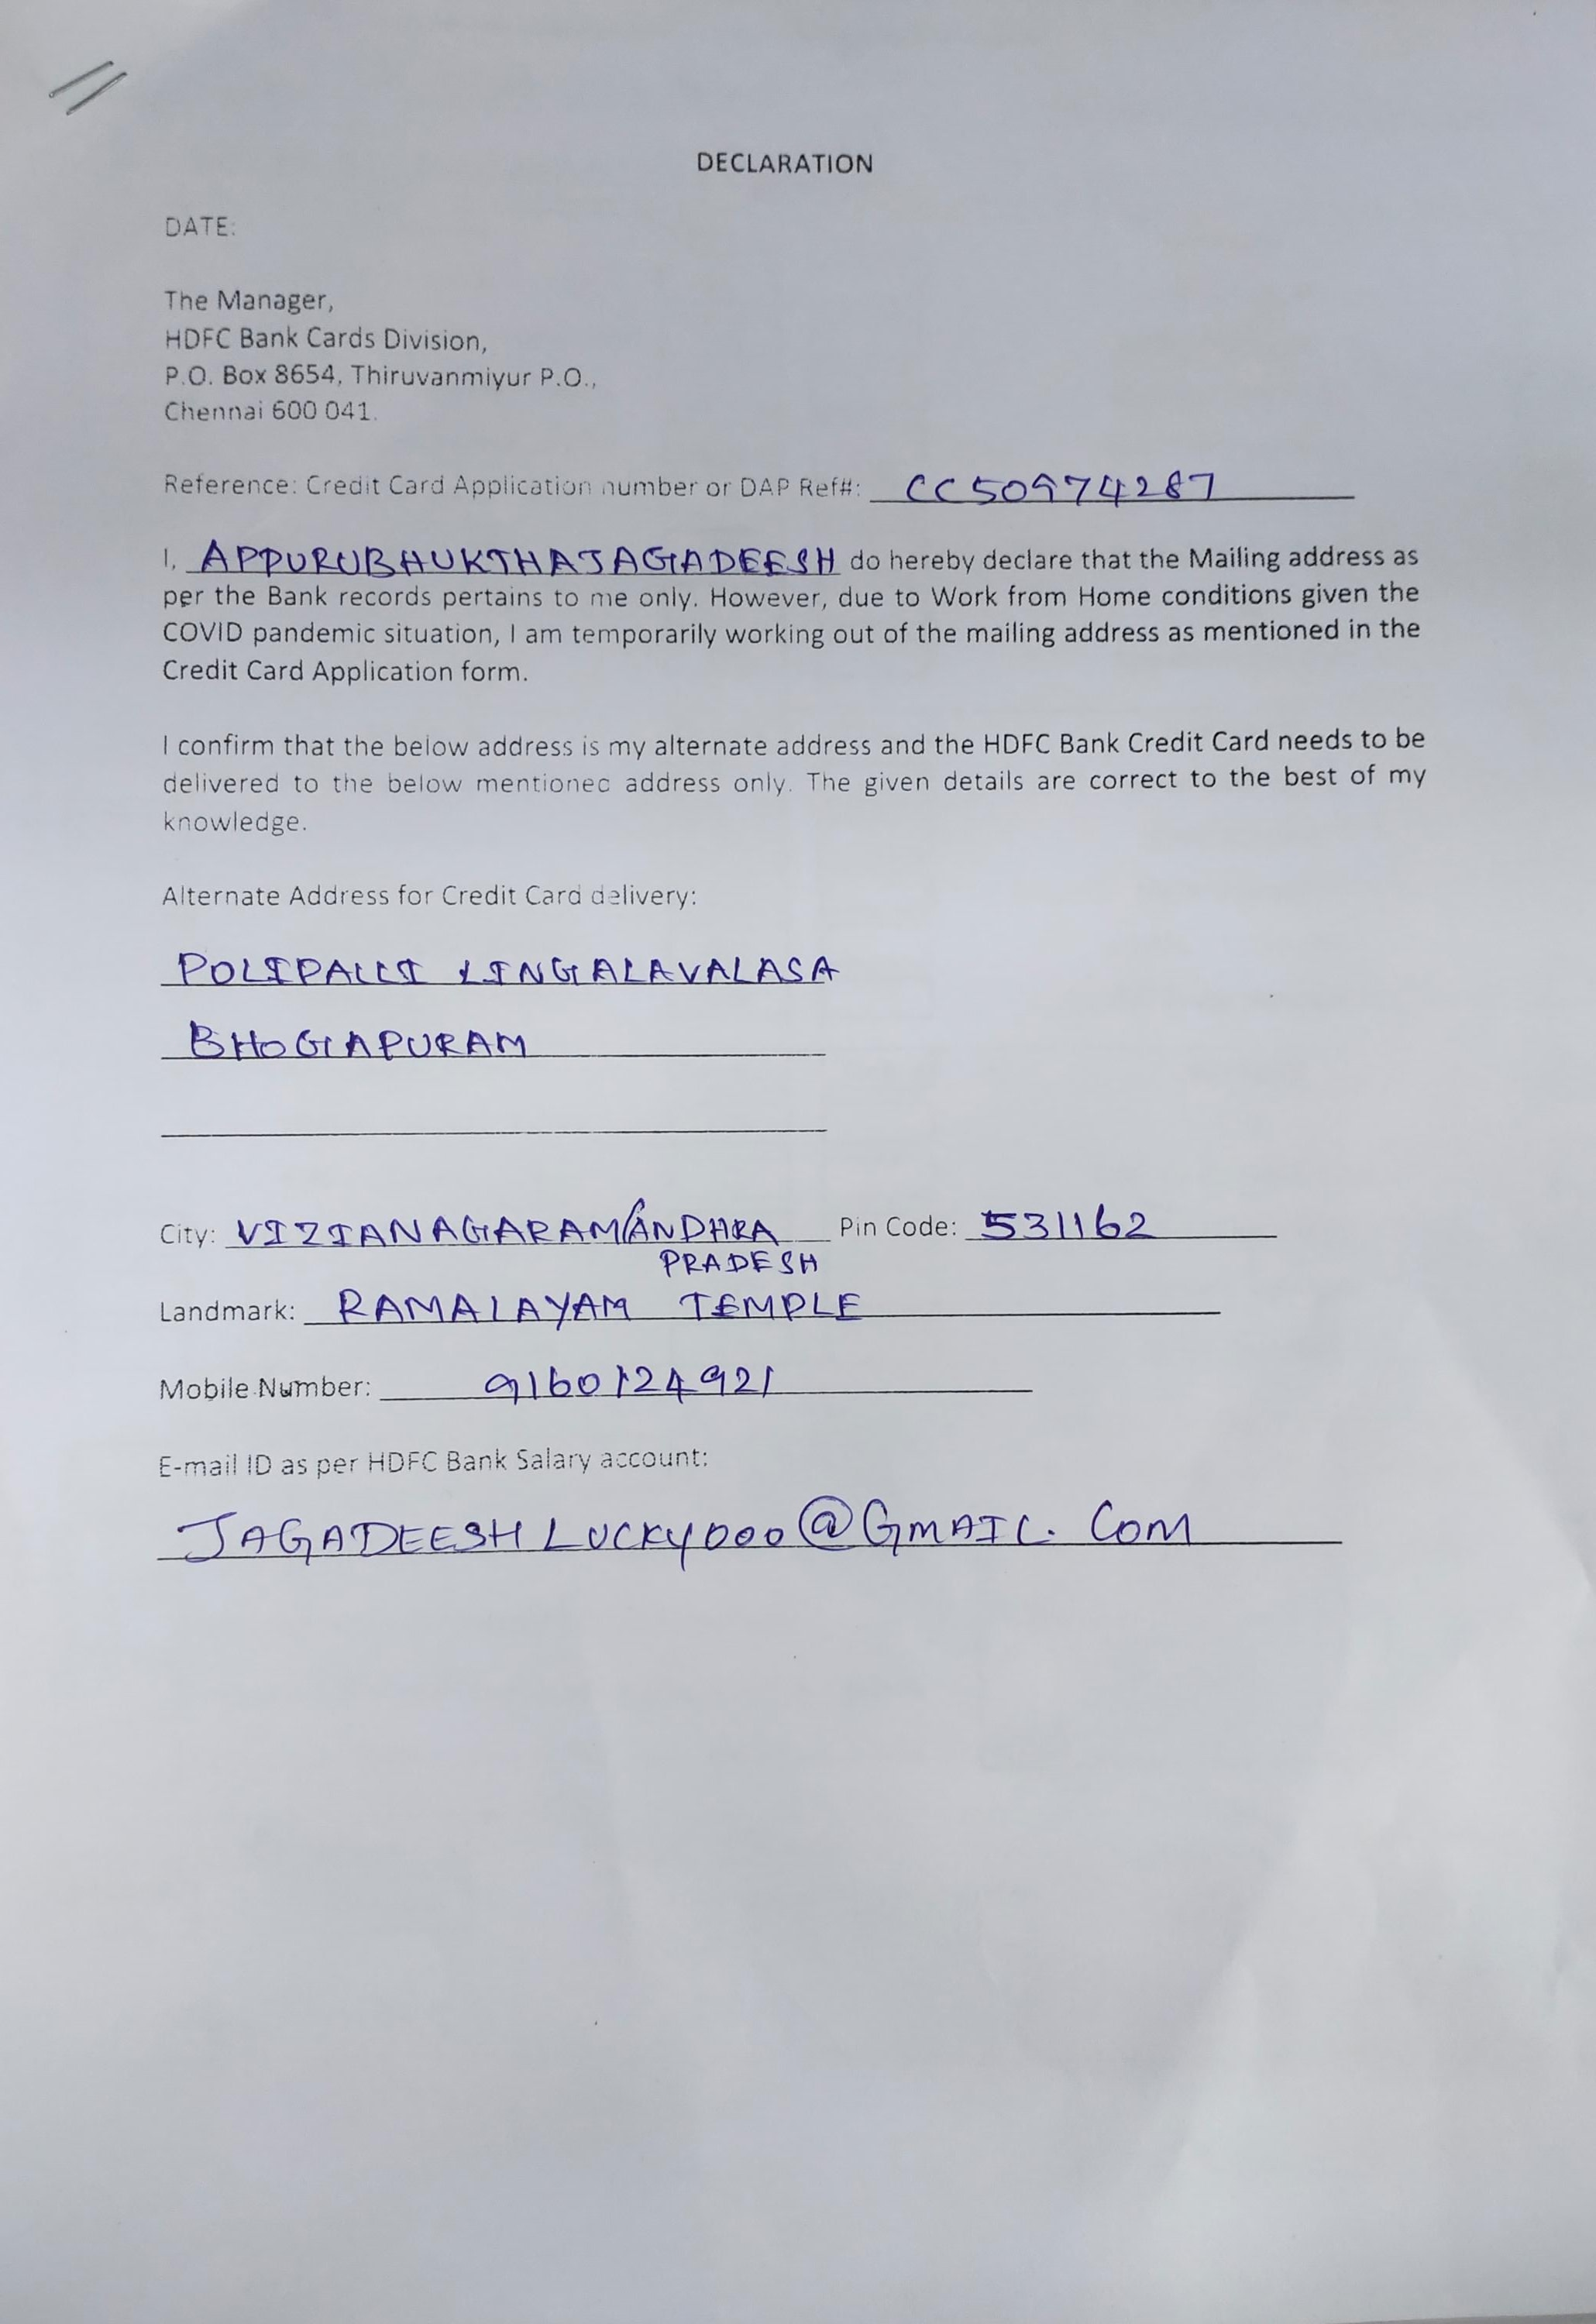 DECLARATION
DATE:
The Manager,
HDFC Bank Cards Division,
P.O. Box 8654, Thiruvanmiyur P.O.,
Chennai 600 041.
Reference: Credit Card Application number or DAP Ref#: CC50974287
I, APPURUBHUKTHAJAGADEESH do hereby declare that the Mailing address as
per the Bank records pertains to me only. However, due to Work from Home conditions given the
COVID pandemic situation, I am temporarily working out of the mailing address as mentioned in the
Credit Card Application form.
I confirm that the below address is my alternate address and the HDFC Bank Credit Card needs to be
delivered to the below mentioned address only. The given details are correct to the best of my
knowledge.
Alternate Address for Credit Card delivery:
POLIPALLI LINGALAVALASA
BHOGAPURAM
City: VIZIANAGARAM/ANDHRA Pin Code: 531162
PRADESH
Landmark: RAMALAYAM TEMPLE
Mobile Number: 9160124921
E-mail ID as per HDFC Bank Salary account:
JAGADEESHLUCKY000@GMAIL.COM